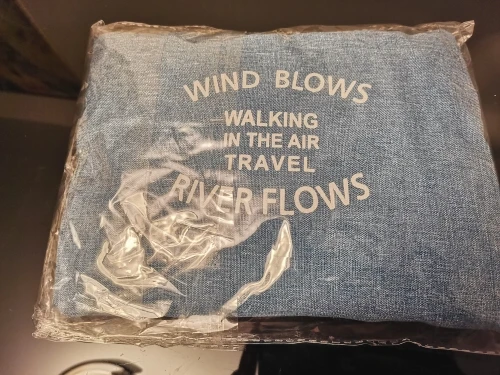 WIND BLOWS
WALKING
IN THE AIR
TRAVEL
RIVER FLOWS